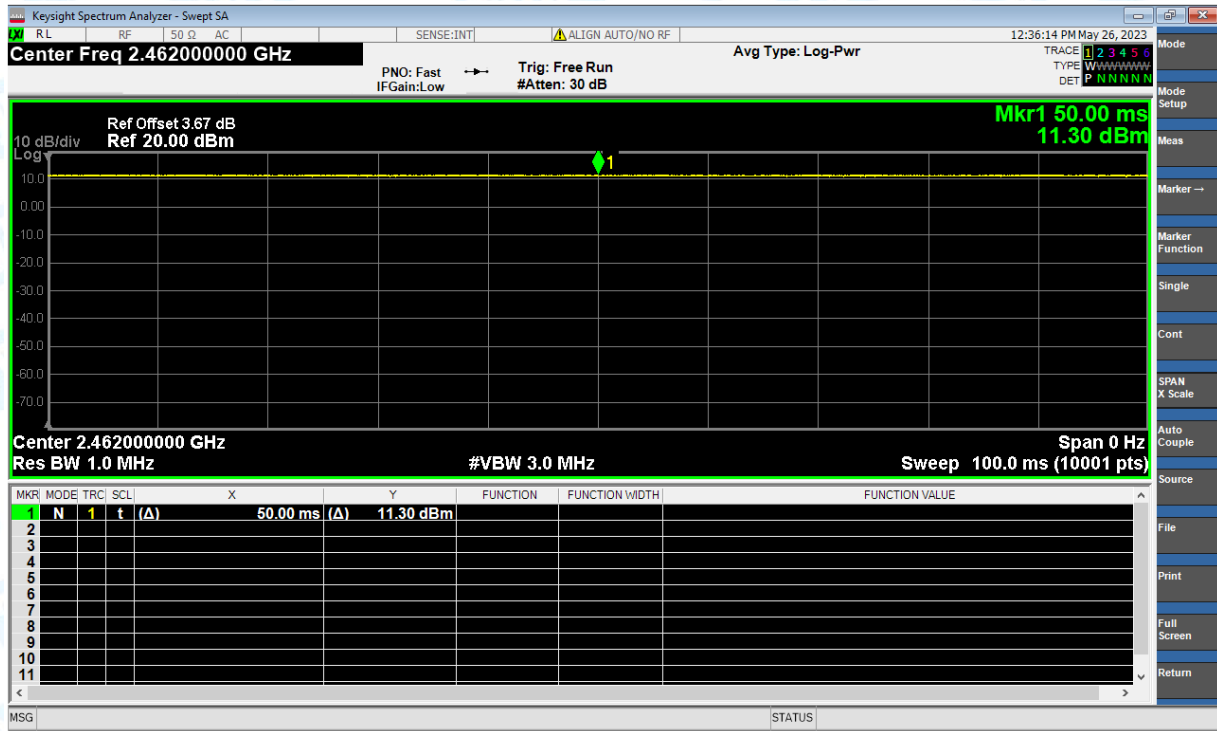 Keysight Spectrum Analyzer - Swept SA
LXI RL RF 50 Ω AC SENSE:INT ALIGN AUTO/NO RF 12:36:14 PM May 26, 2023
Center Freq 2.462000000 GHz Avg Type: Log-Pwr TRACE 1 2 3 4 5 6
PNO: Fast Trig: Free Run TYPE WWWWWW
IFGain:Low #Atten: 30 dB DET P N N N N N
Mkr1 50.00 ms
Ref Offset 3.67 dB
10 dB/div Ref 20.00 dBm 11.30 dBm
Log
1
10.0
0.00
-10.0
-20.0
-30.0
-40.0
-50.0
-60.0
-70.0
Center 2.462000000 GHz Span 0 Hz
Res BW 1.0 MHz #VBW 3.0 MHz Sweep 100.0 ms (10001 pts)
MKR MODE TRC SCL X Y FUNCTION FUNCTION WIDTH FUNCTION VALUE
1 N 1 t (Δ) 50.00 ms (Δ) 11.30 dBm
2
3
4
5
6
7
8
9
10
11
MSG STATUS
Mode
Mode
Setup
Meas
Marker →
Marker
Function
Single
Cont
SPAN
X Scale
Auto
Couple
Source
File
Print
Full
Screen
Return